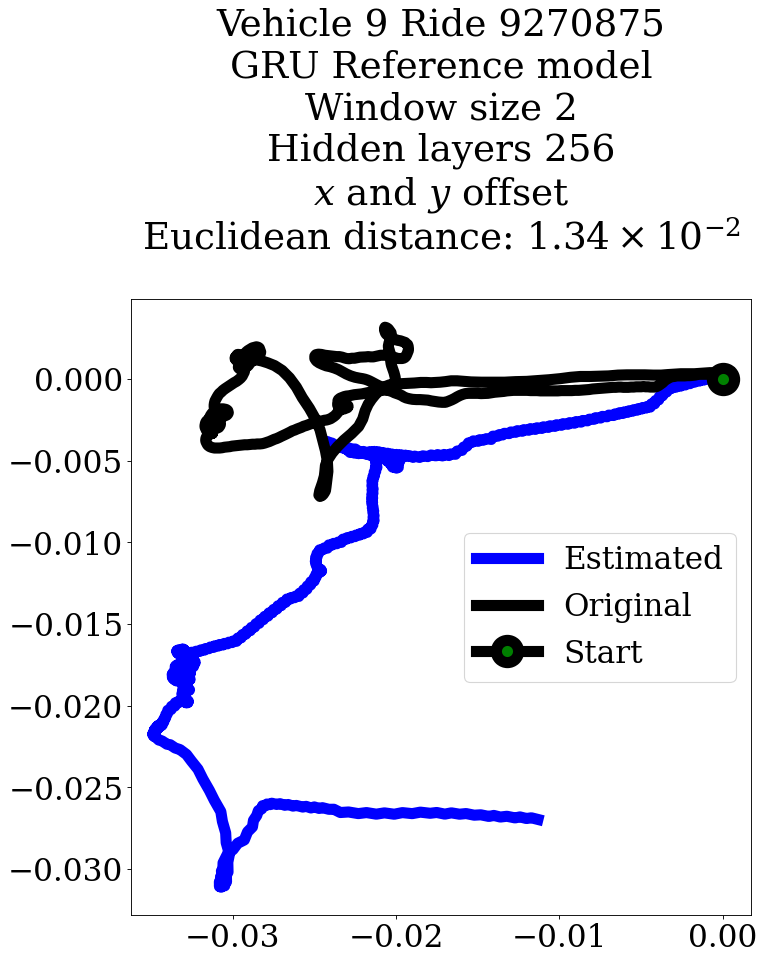 Vehicle 9 Ride 9270875
GRU Reference model
Window size 2
Hidden layers 256
x and y offset
Euclidean distance: 1.34 × 10⁻²
0.000
−0.005
−0.010
−0.015
−0.020
−0.025
−0.030
Estimated
Original
Start
−0.03 −0.02 −0.01 0.00